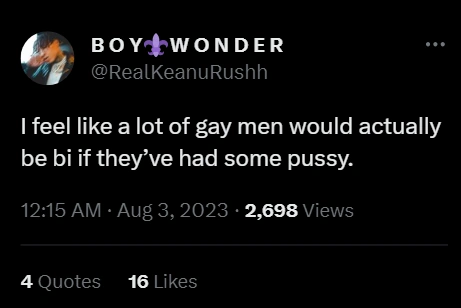 BOY⚜WONDER
@RealKeanuRushh
I feel like a lot of gay men would actually
be bi if they’ve had some pussy.
12:15 AM · Aug 3, 2023 · 2,698 Views
4 Quotes 16 Likes